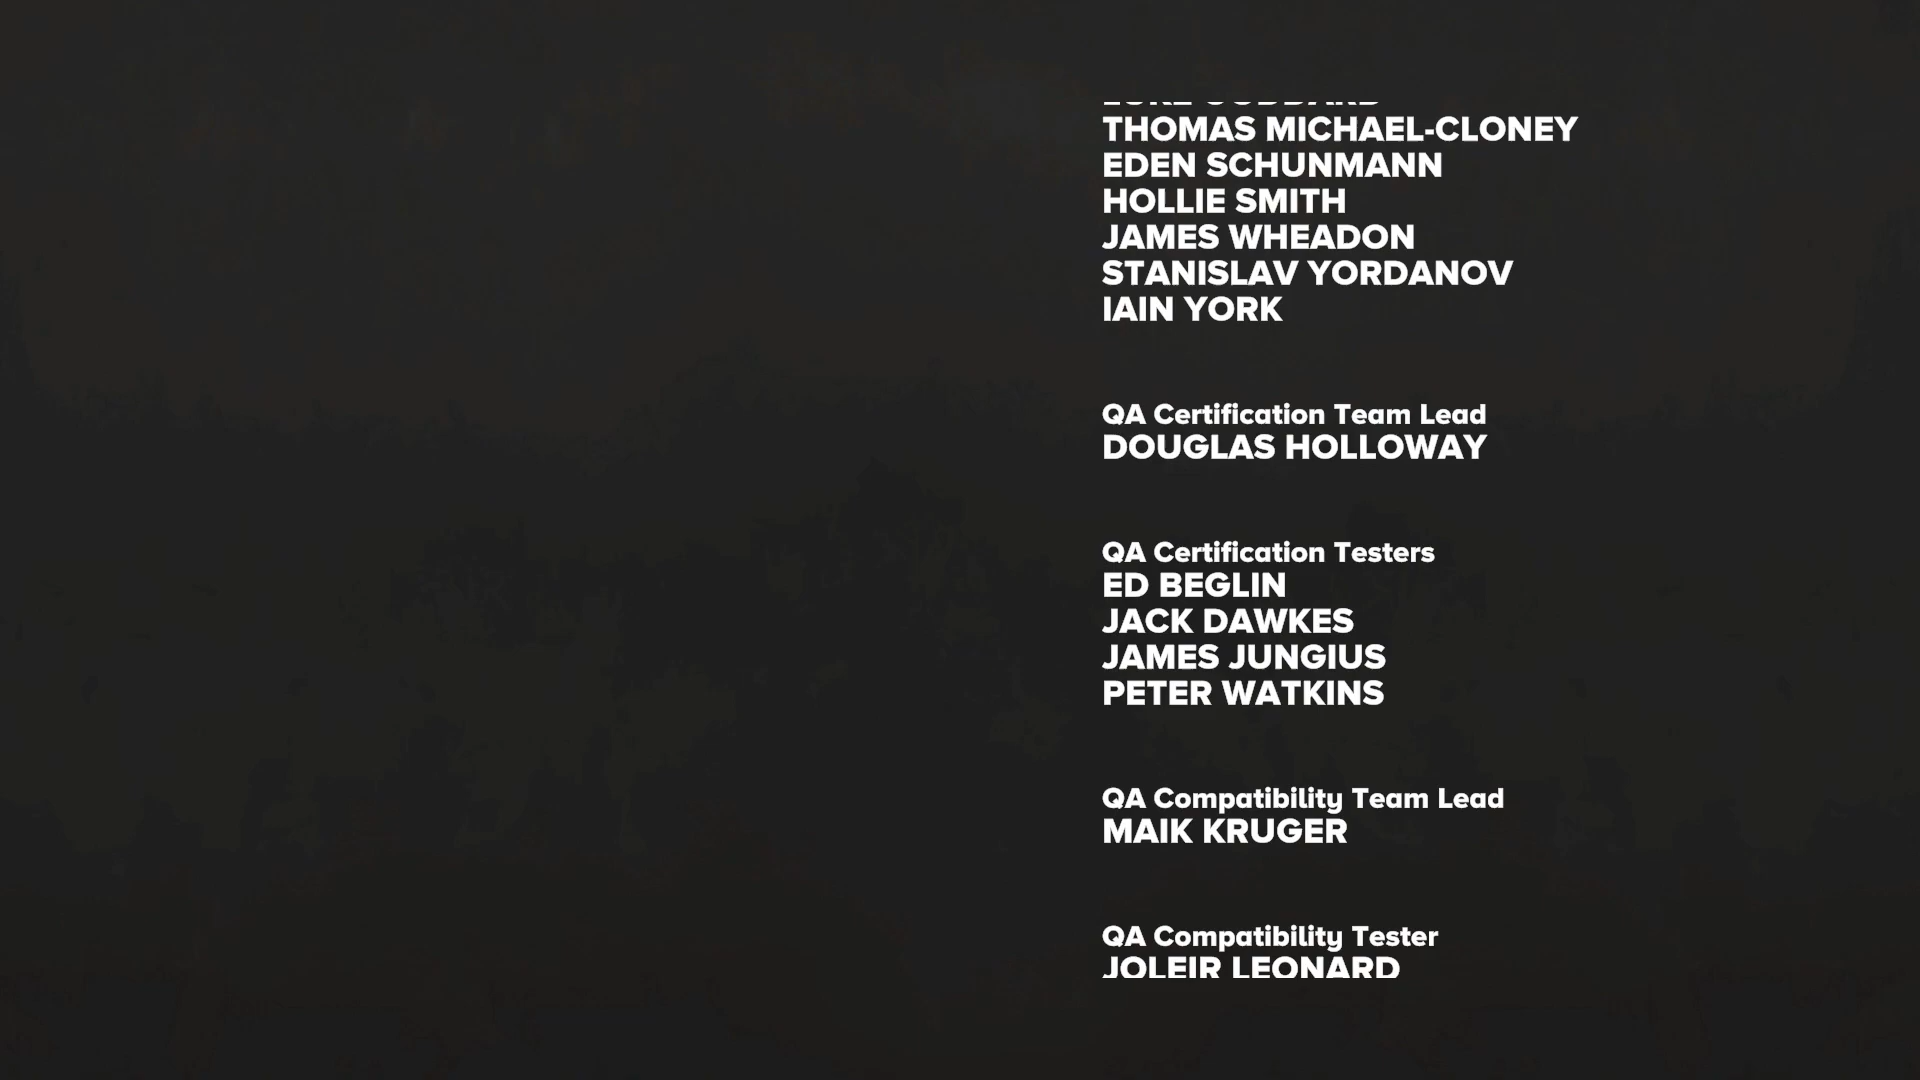 THOMAS MICHAEL-CLONEY
EDEN SCHUNMANN
HOLLIE SMITH
JAMES WHEADON
STANISLAV YORDANOV
IAIN YORK
QA Certification Team Lead
DOUGLAS HOLLOWAY
QA Certification Testers
ED BEGLIN
JACK DAWKES
JAMES JUNGIUS
PETER WATKINS
QA Compatibility Team Lead
MAIK KRUGER
QA Compatibility Tester
JOLEIR LEONARD